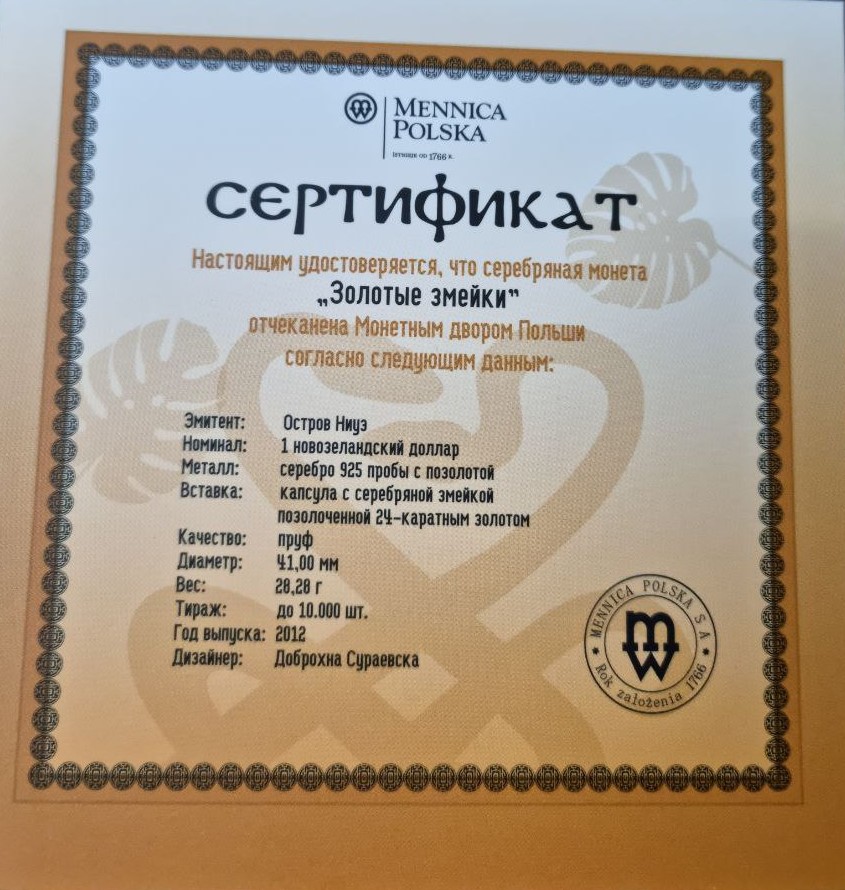 MENNICA
POLSKA
ISTNIEJE OD 1766 R.
СЕРТИФИКАТ
Настоящим удостоверяется, что серебряная монета
„Золотые змейки”
отчеканена Монетным двором Польши
согласно следующим данным:
Эмитент: Остров Ниуэ
Номинал: 1 новозеландский доллар
Металл: серебро 925 пробы с позолотой
Вставка: капсула с серебряной змейкой
позолоченной 24-каратным золотом
Качество: пруф
Диаметр: 41,00 мм
Вес: 28,28 г
Тираж: до 10.000 шт.
Год выпуска: 2012
Дизайнер: Доброхна Сураевска
MENNICA POLSKA S A
Rok założenia 1766